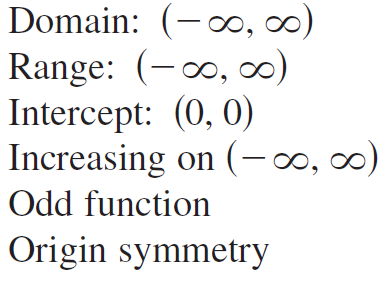 Domain: (−∞, ∞)
Range: (−∞, ∞)
Intercept: (0, 0)
Increasing on (−∞, ∞)
Odd function
Origin symmetry